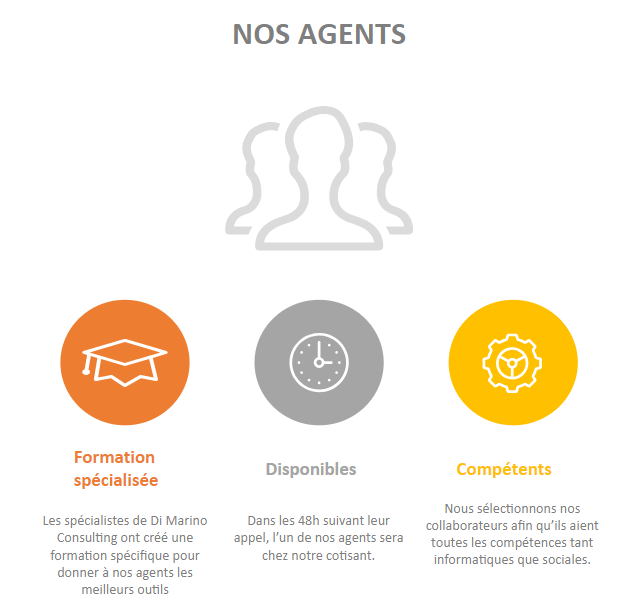 NOS AGENTS
Formation
spécialisée
Les spécialistes de Di Marino
Consulting ont créé une
formation spécifique pour
donner à nos agents les
meilleurs outils
Disponibles
Dans les 48h suivant leur
appel, l’un de nos agents sera
chez notre cotisant.
Compétents
Nous sélectionnons nos
collaborateurs afin qu’ils aient
toutes les compétences tant
informatiques que sociales.